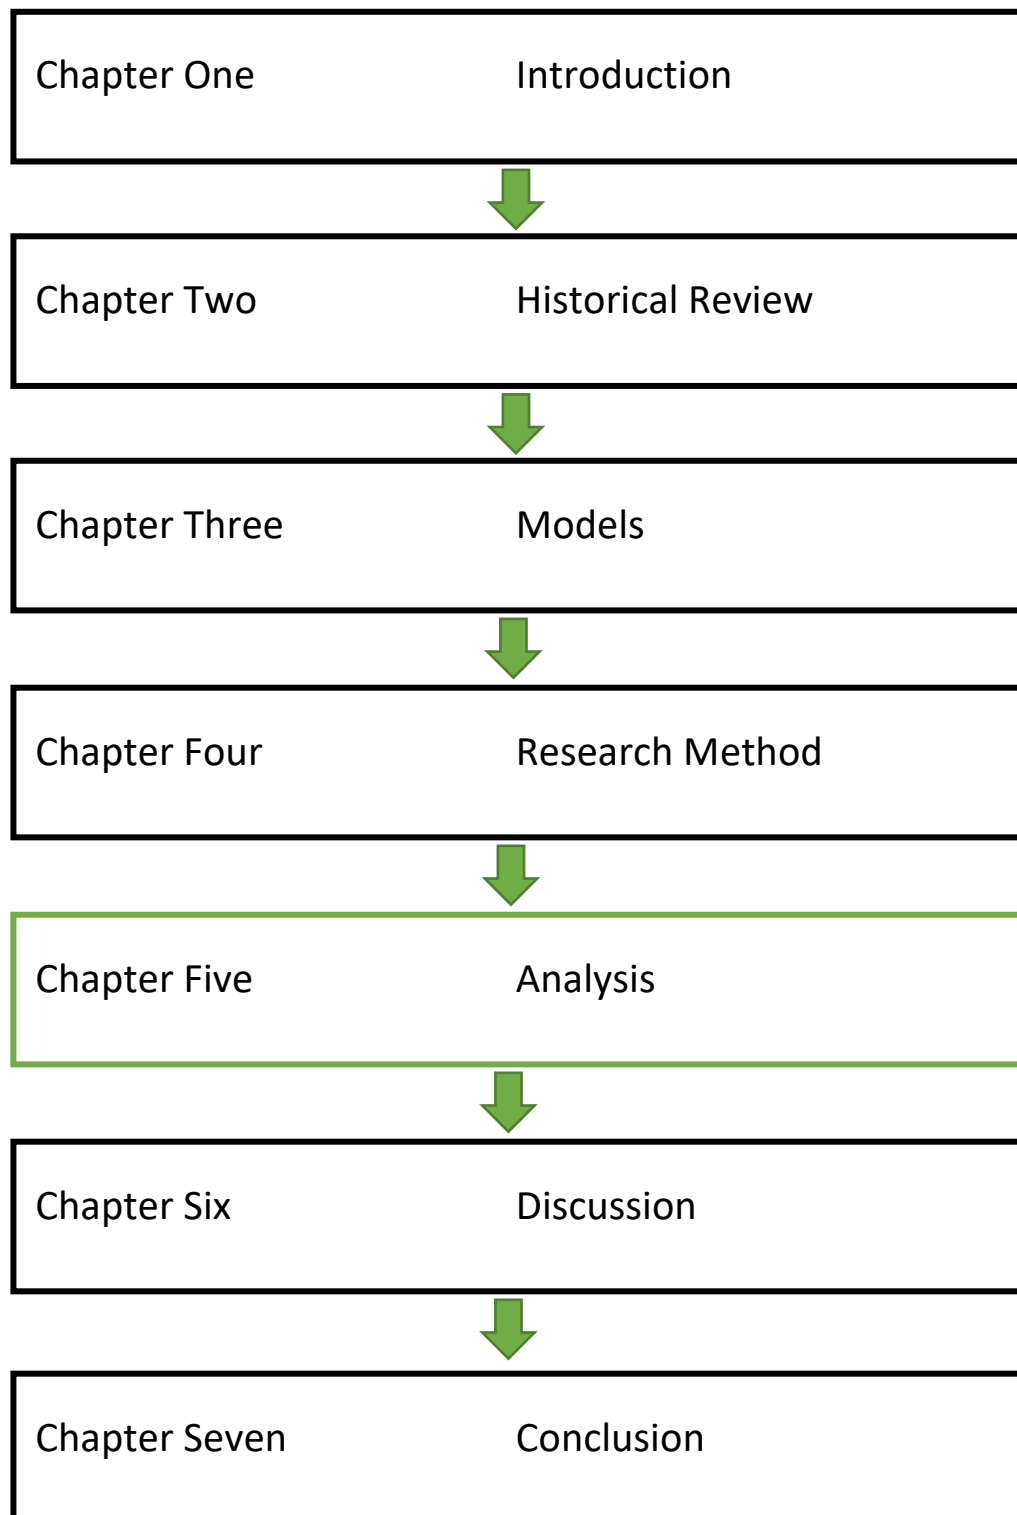 Chapter One Introduction
Chapter Two Historical Review
Chapter Three Models
Chapter Four Research Method
Chapter Five Analysis
Chapter Six Discussion
Chapter Seven Conclusion